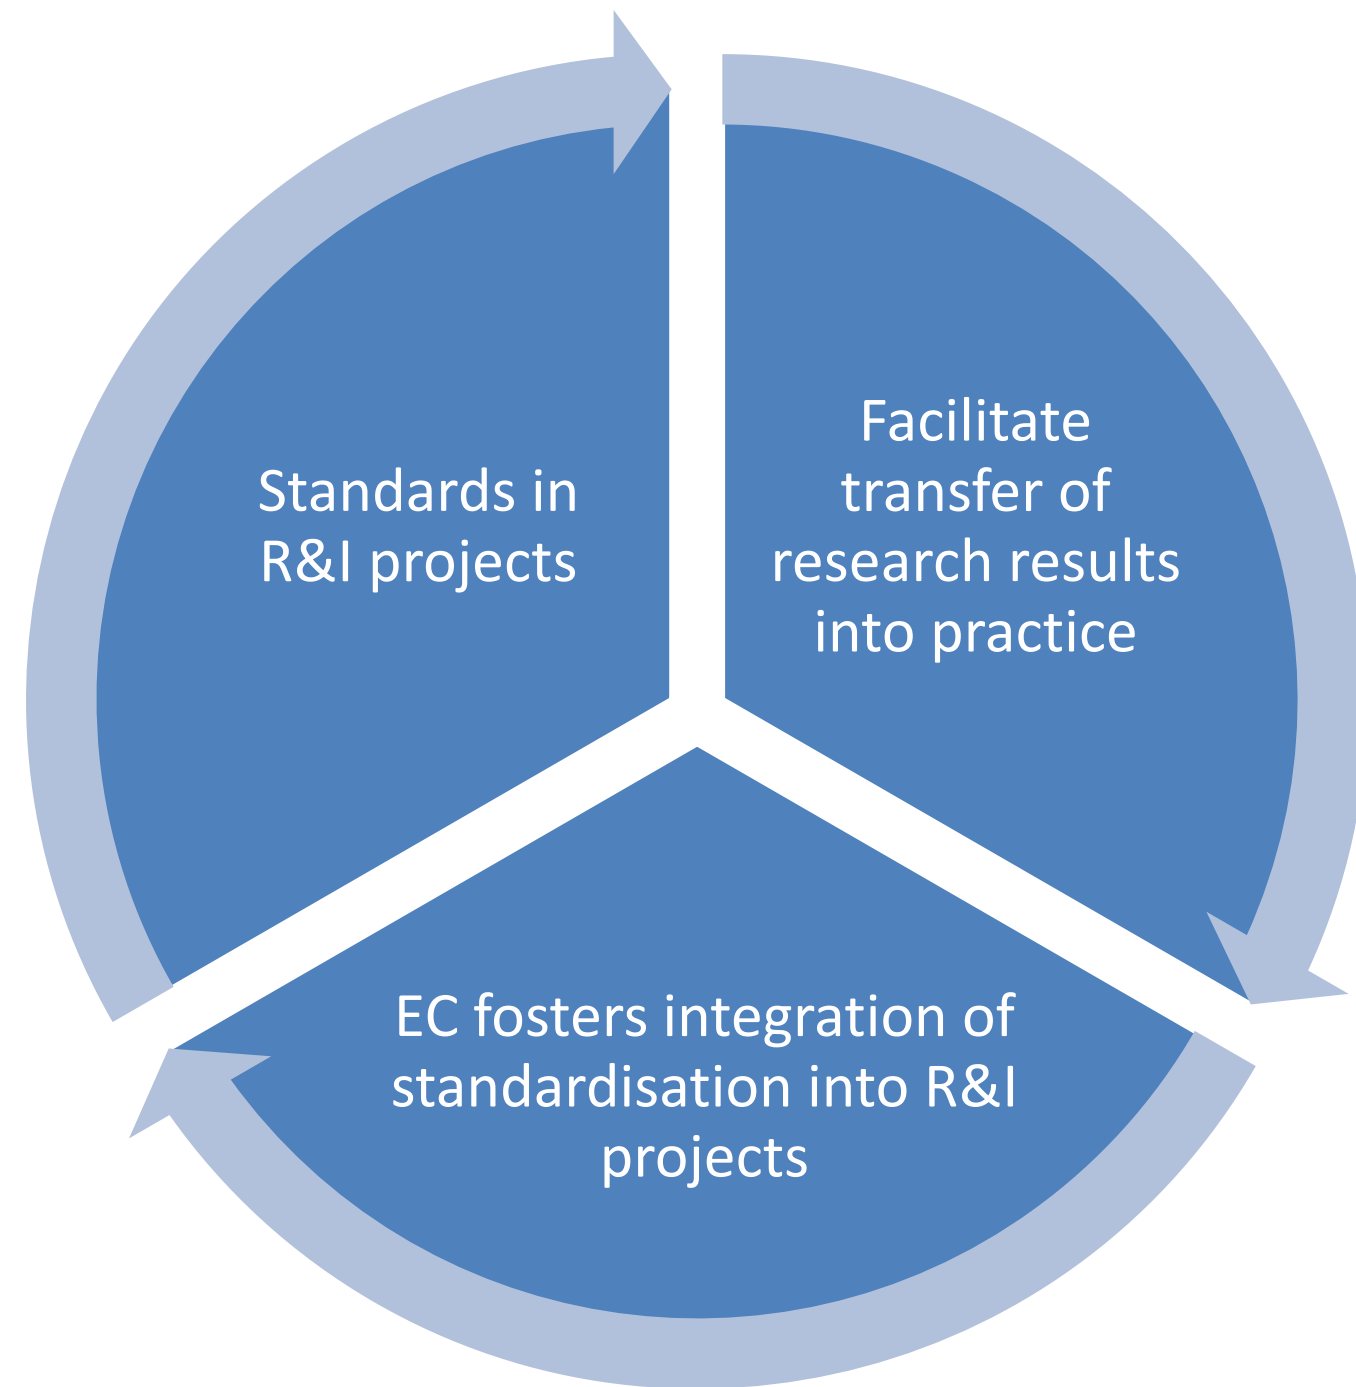 Standards in
R&I projects
Facilitate
transfer of
research results
into practice
EC fosters integration of
standardisation into R&I
projects